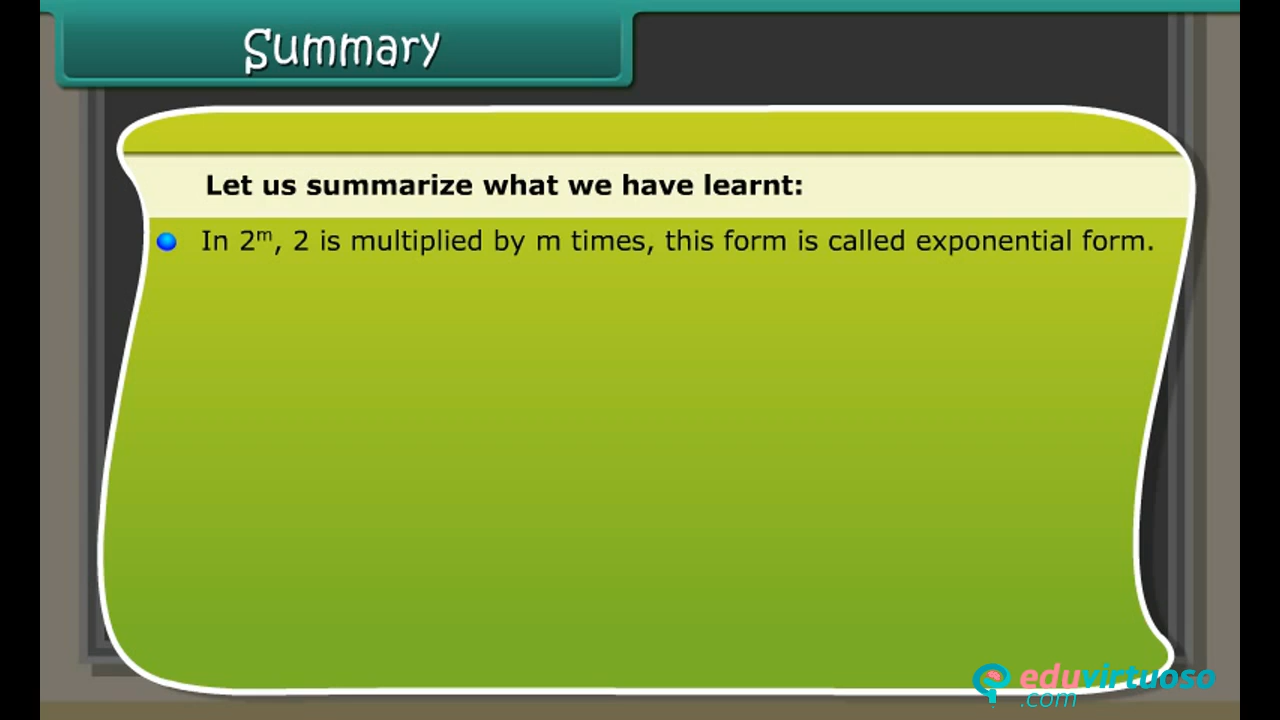 Summary
Let us summarize what we have learnt:
In 2ᵐ, 2 is multiplied by m times, this form is called exponential form.
eduvirtuoso
.com